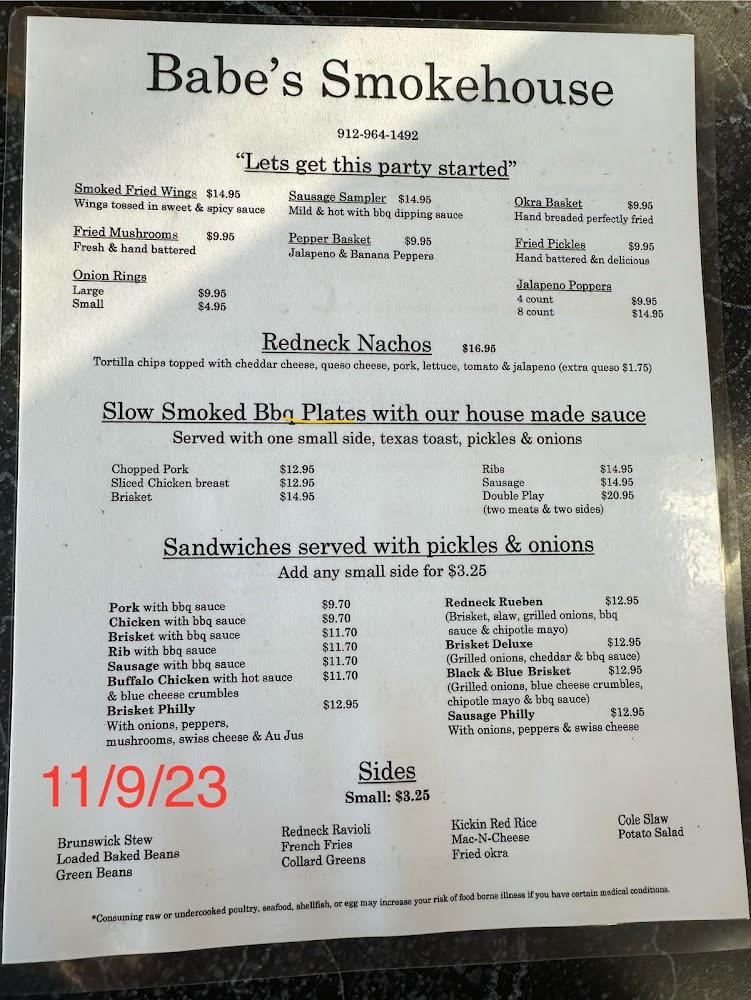 Babe's Smokehouse
912-964-1492
"Lets get this party started"
Smoked Fried Wings $14.95
Wings tossed in sweet & spicy sauce
Sausage Sampler $14.95
Mild & hot with bbq dipping sauce
Okra Basket $9.95
Hand breaded perfectly fried
Fried Mushrooms $9.95
Fresh & hand battered
Pepper Basket $9.95
Jalapeno & Banana Peppers
Fried Pickles $9.95
Hand battered &n delicious
Onion Rings
Large $9.95
Small $4.95
Jalapeno Poppers
4 count $9.95
8 count $14.95
Redneck Nachos $16.95
Tortilla chips topped with cheddar cheese, queso cheese, pork, lettuce, tomato & jalapeno (extra queso $1.75)
Slow Smoked Bbq Plates with our house made sauce
Served with one small side, texas toast, pickles & onions
Chopped Pork $12.95
Sliced Chicken breast $12.95
Brisket $14.95
Ribs $14.95
Sausage $14.95
Double Play $20.95
(two meats & two sides)
Sandwiches served with pickles & onions
Add any small side for $3.25
Pork with bbq sauce $9.70
Chicken with bbq sauce $9.70
Brisket with bbq sauce $11.70
Rib with bbq sauce $11.70
Sausage with bbq sauce $11.70
Buffalo Chicken with hot sauce $11.70
& blue cheese crumbles
Brisket Philly $12.95
With onions, peppers,
mushrooms, swiss cheese & Au Jus
Redneck Rueben $12.95
(Brisket, slaw, grilled onions, bbq
sauce & chipotle mayo)
Brisket Deluxe $12.95
(Grilled onions, cheddar & bbq sauce)
Black & Blue Brisket $12.95
(Grilled onions, blue cheese crumbles,
chipotle mayo & bbq sauce)
Sausage Philly $12.95
With onions, peppers & swiss cheese
11/9/23
Sides
Small: $3.25
Brunswick Stew
Loaded Baked Beans
Green Beans
Redneck Ravioli
French Fries
Collard Greens
Kickin Red Rice
Mac-N-Cheese
Fried okra
Cole Slaw
Potato Salad
*Consuming raw or undercooked poultry, seafood, shellfish, or egg may increase your risk of food borne illness if you have certain medical conditions.